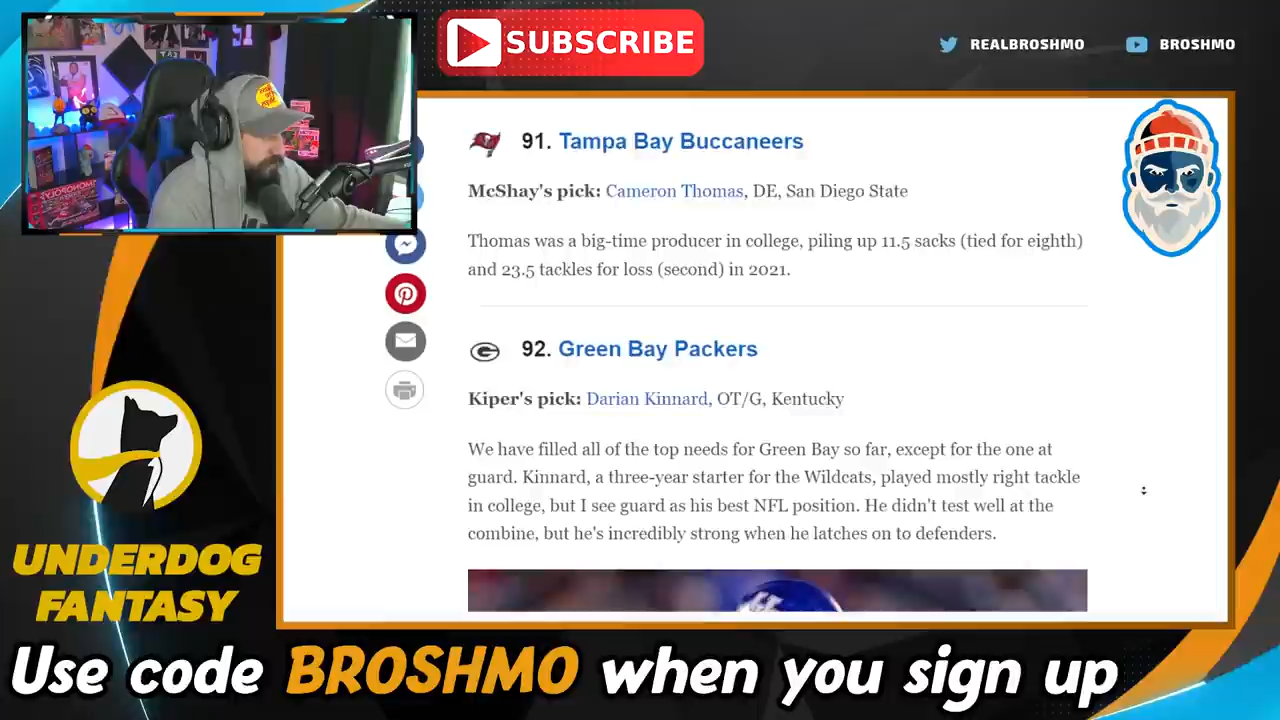 SUBSCRIBE
REALBROSHMO
BROSHMO
91. Tampa Bay Buccaneers
McShay's pick: Cameron Thomas, DE, San Diego State
Thomas was a big-time producer in college, piling up 11.5 sacks (tied for eighth)
and 23.5 tackles for loss (second) in 2021.
92. Green Bay Packers
Kiper's pick: Darian Kinnard, OT/G, Kentucky
We have filled all of the top needs for Green Bay so far, except for the one at
guard. Kinnard, a three-year starter for the Wildcats, played mostly right tackle
in college, but I see guard as his best NFL position. He didn't test well at the
combine, but he's incredibly strong when he latches on to defenders.
UNDERDOG
FANTASY
Use code BROSHMO when you sign up